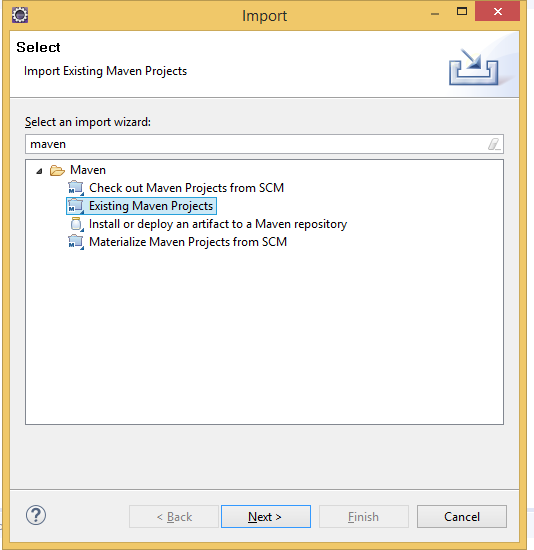 Import
Select
Import Existing Maven Projects
Select an import wizard:
maven
Maven
Check out Maven Projects from SCM
Existing Maven Projects
Install or deploy an artifact to a Maven repository
Materialize Maven Projects from SCM
? < Back Next > Finish Cancel